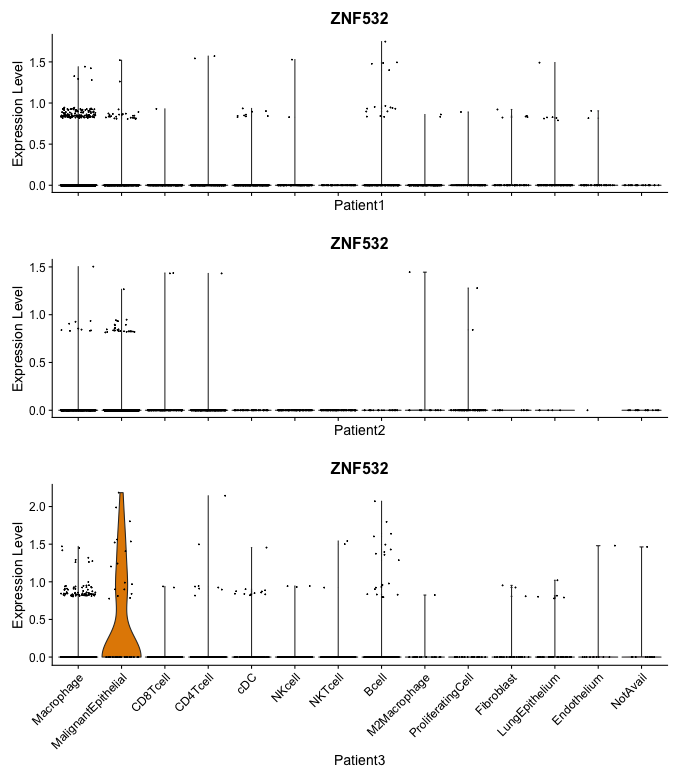 ZNF532
Expression Level
1.5
1.0
0.5
0.0
Patient1
ZNF532
Expression Level
1.5
1.0
0.5
0.0
Patient2
ZNF532
Expression Level
2.0
1.5
1.0
0.5
0.0
Macrophage
MalignantEpithelial
CD8Tcell
CD4Tcell
cDC
NKcell
NKTcell
Bcell
M2Macrophage
ProliferatingCell
Fibroblast
LungEpithelium
Endothelium
NotAvail
Patient3